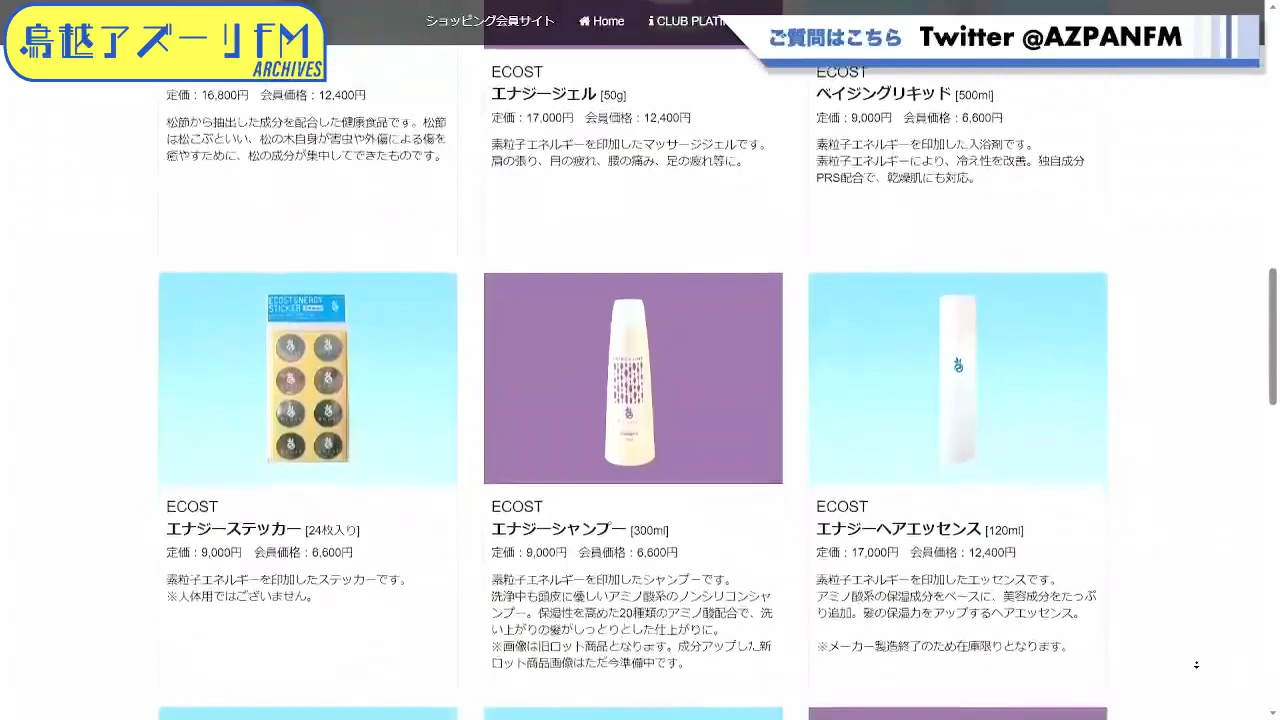 鳥越アズーリFM
ARCHIVES
ショッピング会員サイト
Home
CLUB PLATI
ご質問はこちら
Twitter @AZPANFM
定価：16,800円　会員価格：12,400円
松節から抽出した成分を配合した健康食品です。松節
は松こぶといい、松の木自身が害虫や外傷による傷を
癒やすために、松の成分が集中してできたものです。
ECOST
エナジージェル [50g]
定価：17,000円　会員価格：12,400円
素粒子エネルギーを印加したマッサージジェルです。
肩の張り、目の疲れ、腰の痛み、足の疲れ等に。
ECOST
ベイジングリキッド [500ml]
定価：9,000円　会員価格：6,600円
素粒子エネルギーを印加した入浴剤です。
素粒子エネルギーにより、冷え性を改善。独自成分
PRS配合で、乾燥肌にも対応。
ECOST ENERGY
STICKER
ECOST
エナジーステッカー [24枚入り]
定価：9,000円　会員価格：6,600円
素粒子エネルギーを印加したステッカーです。
※人体用ではございません。
ECOST
エナジーシャンプー [300ml]
定価：9,000円　会員価格：6,600円
素粒子エネルギーを印加したシャンプーです。
洗浄中も頭皮に優しいアミノ酸系のノンシリコンシャ
ンプー。保湿性を高めた20種類のアミノ酸配合で、洗
い上がりの髪がしっとりとした仕上がりに。
※画像は旧ロット商品となります。成分アップした新
ロット商品画像はただ今準備中です。
ECOST
エナジーヘアエッセンス [120ml]
定価：17,000円　会員価格：12,400円
素粒子エネルギーを印加したエッセンスです。
アミノ酸系の保湿成分をベースに、美容成分をたっぷ
り追加。髪の保湿力をアップするヘアエッセンス。
※メーカー製造終了のため在庫限りとなります。